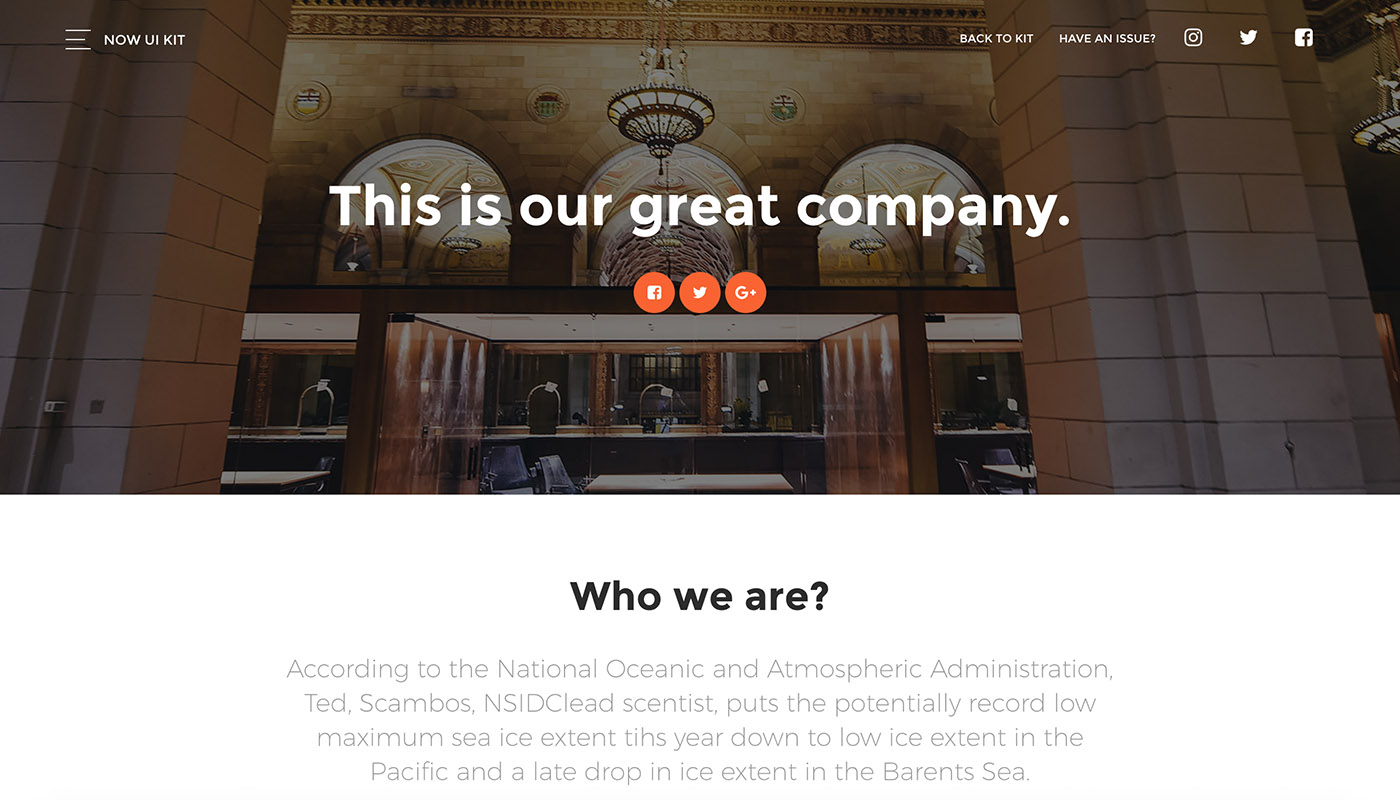 NOW UI KIT
BACK TO KIT
HAVE AN ISSUE?
This is our great company.
G+
Who we are?
According to the National Oceanic and Atmospheric Administration,
Ted, Scambos, NSIDClead scentist, puts the potentially record low
maximum sea ice extent tihs year down to low ice extent in the
Pacific and a late drop in ice extent in the Barents Sea.